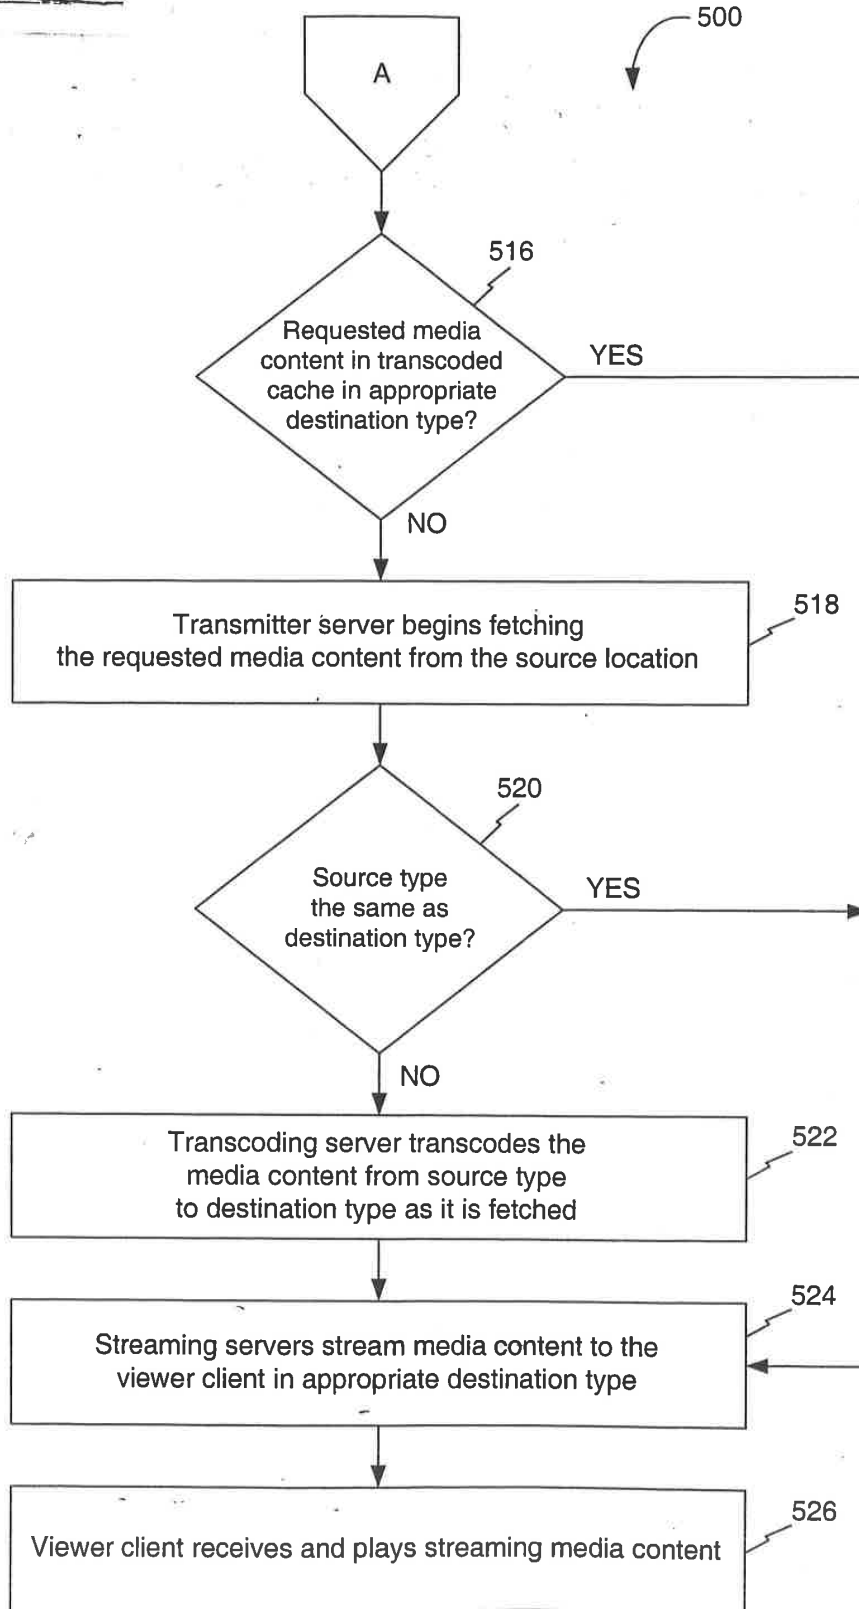 500
A
516
Requested media
content in transcoded
cache in appropriate
destination type?
YES
NO
518
Transmitter server begins fetching
the requested media content from the source location
520
Source type
the same as
destination type?
YES
NO
522
Transcoding server transcodes the
media content from source type
to destination type as it is fetched
524
Streaming servers stream media content to the
viewer client in appropriate destination type
526
Viewer client receives and plays streaming media content